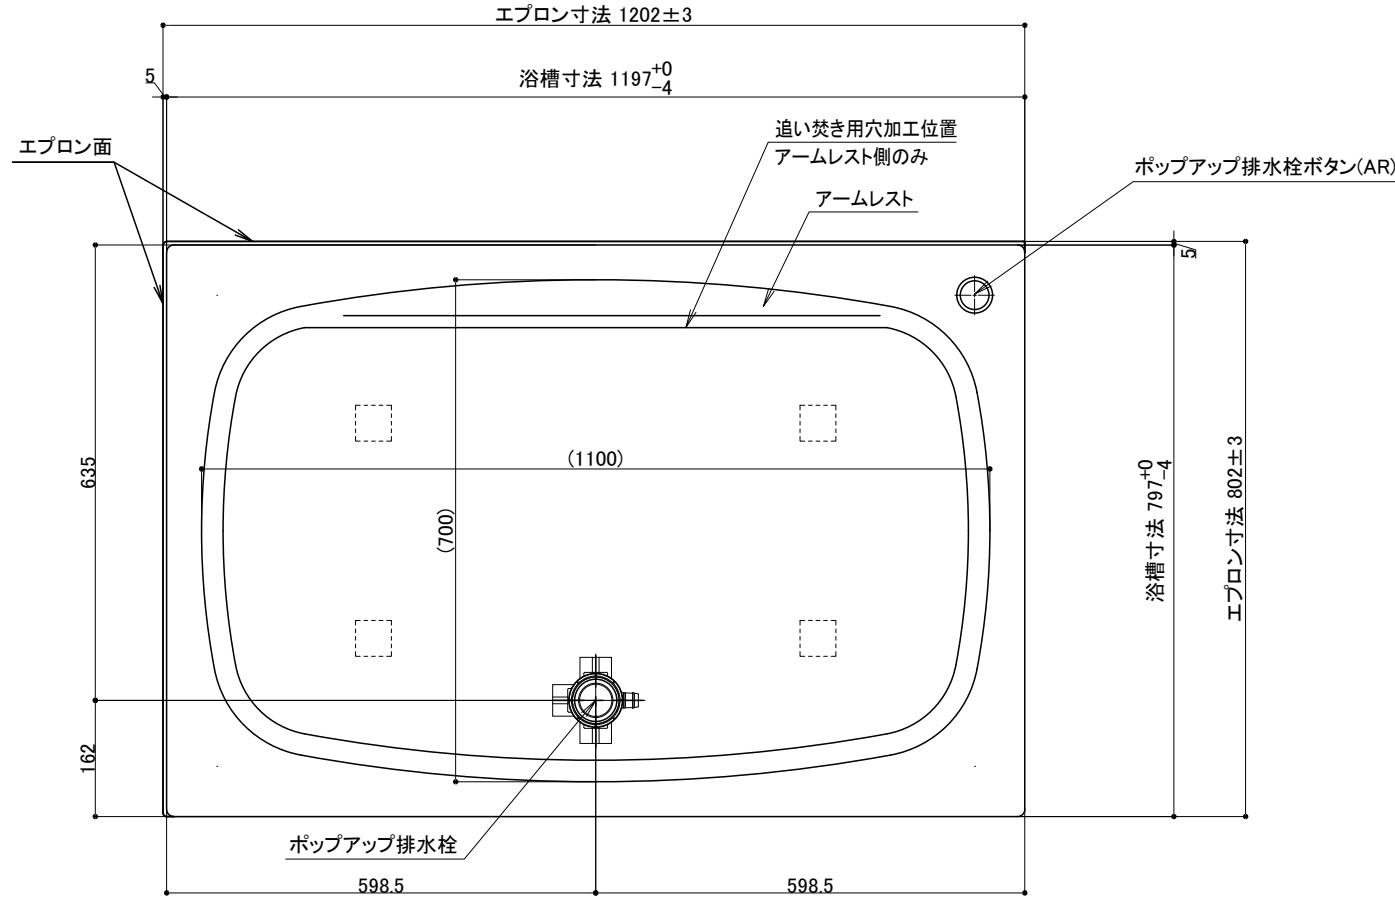 エプロン寸法 1202±3
5
浴槽寸法 1197 +0 -4
追い焚き用穴加工位置
アームレスト側のみ
エプロン面
ポップアップ排水栓ボタン(AR)
アームレスト
5
635
(1100)
(700)
浴槽寸法 797 +0 -4
エプロン寸法 802±3
162
ポップアップ排水栓
598.5
598.5